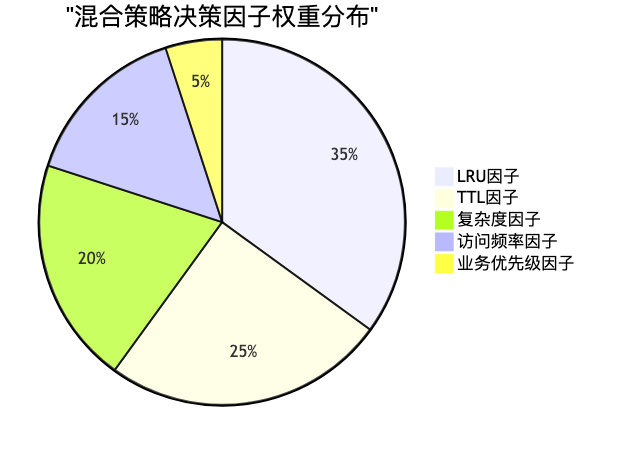 "混合策略决策因子权重分布"
5%
15%
35%
20%
25%
LRU因子
TTL因子
复杂度因子
访问频率因子
业务优先级因子